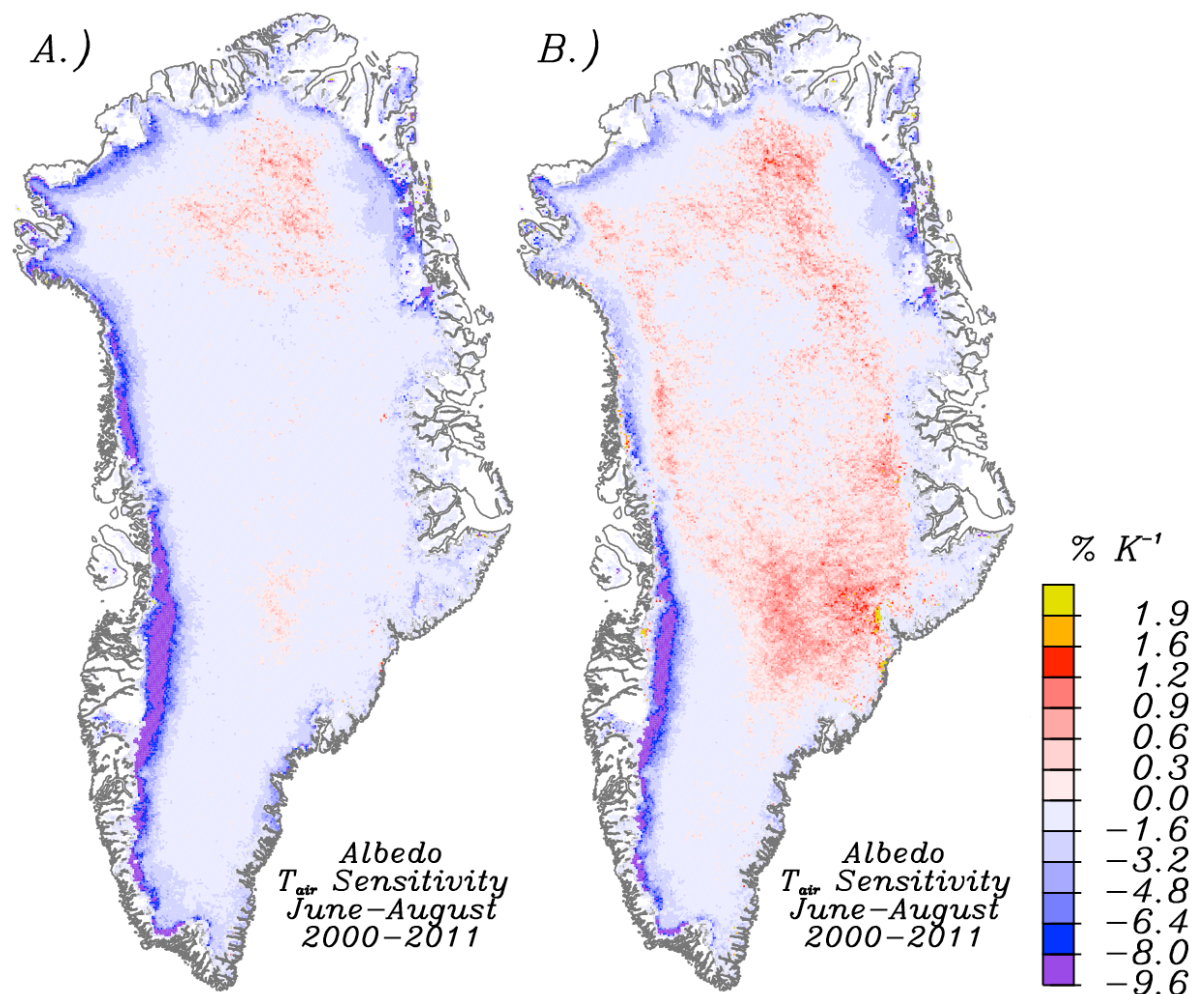 A.)
B.)
Albedo
Tair Sensitivity
June-August
2000-2011
Albedo
Tair Sensitivity
June-August
2000-2011
% K⁻¹
1.9
1.6
1.2
0.9
0.6
0.3
0.0
-1.6
-3.2
-4.8
-6.4
-8.0
-9.6